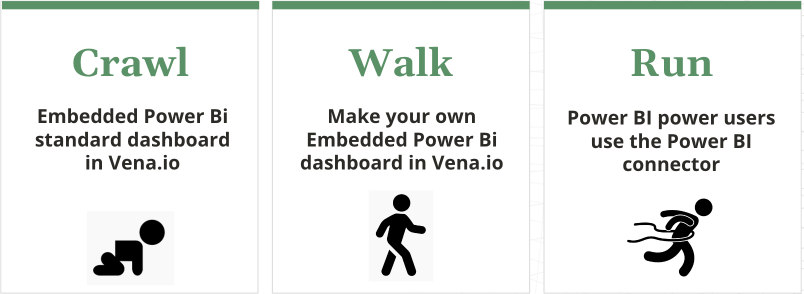 Crawl
Embedded Power Bi
standard dashboard
in Vena.io
Walk
Make your own
Embedded Power Bi
dashboard in Vena.io
Run
Power BI power users
use the Power BI
connector